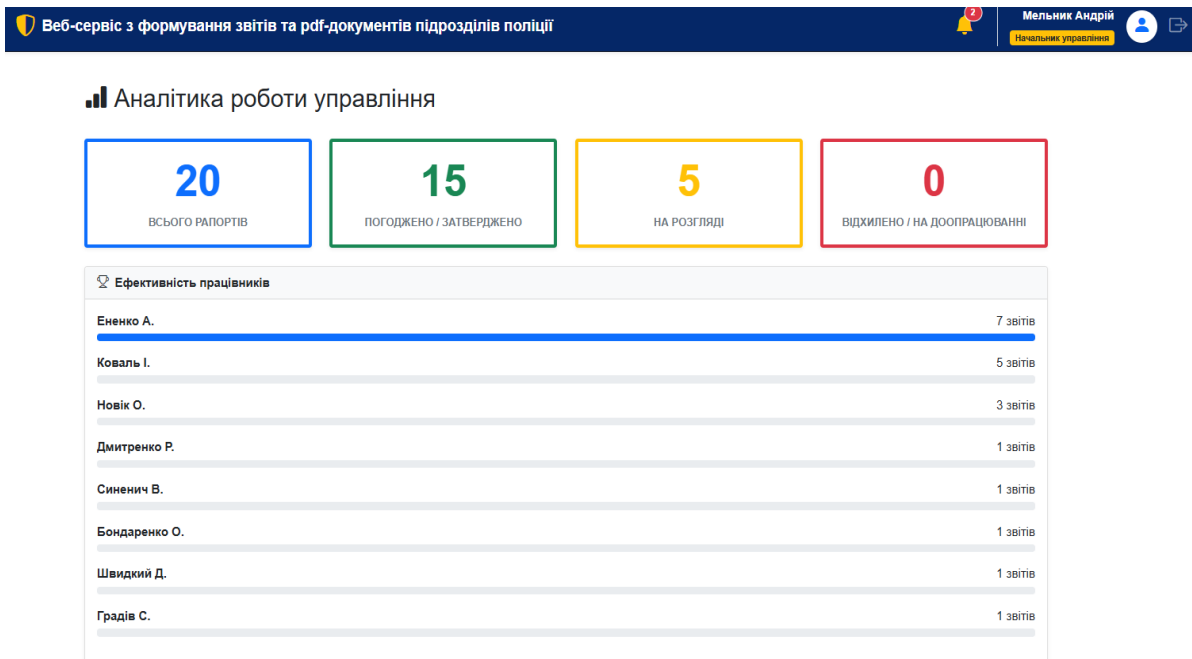 Веб-сервіс з формування звітів та pdf-документів підрозділів поліції
2
Мельник Андрій
Начальник управління
Аналітика роботи управління
20
ВСЬОГО РАПОРТІВ
15
ПОГОДЖЕНО / ЗАТВЕРДЖЕНО
5
НА РОЗГЛЯДІ
0
ВІДХИЛЕНО / НА ДООПРАЦЮВАННІ
Ефективність працівників
Ененко А. 7 звітів
Коваль І. 5 звітів
Новік О. 3 звітів
Дмитренко Р. 1 звітів
Синенич В. 1 звітів
Бондаренко О. 1 звітів
Швидкий Д. 1 звітів
Градів С. 1 звітів